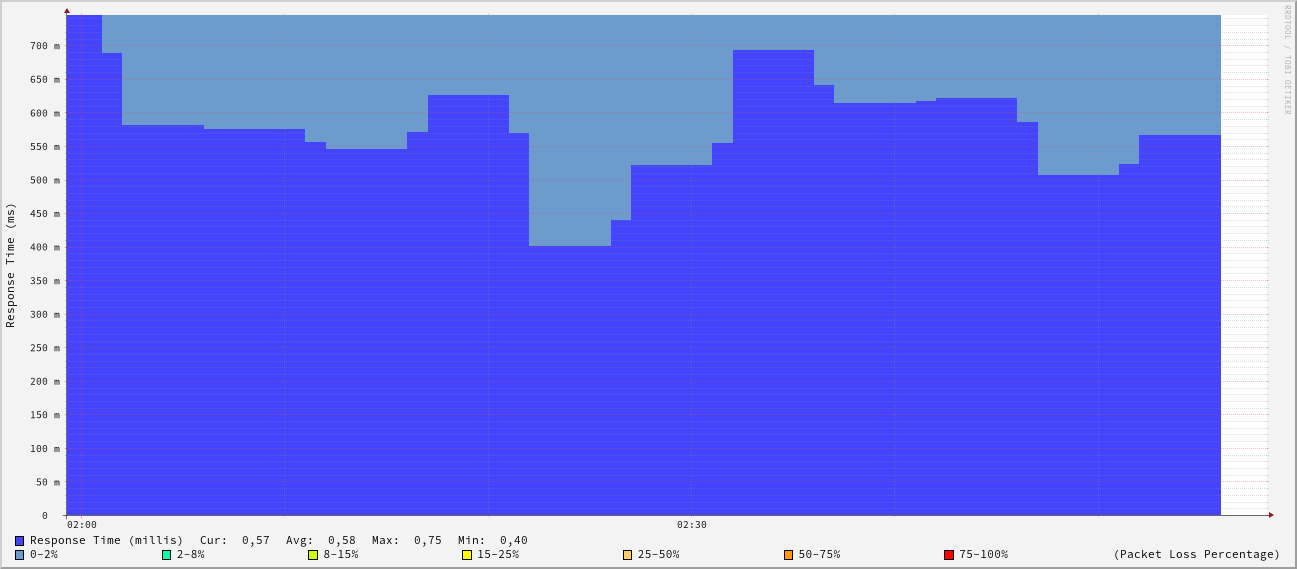 RRDTOOL / TOBI OETIKER
Response Time (ms)
700 m
650 m
600 m
550 m
500 m
450 m
400 m
350 m
300 m
250 m
200 m
150 m
100 m
50 m
0
02:00 02:30
Response Time (millis) Cur: 0,57 Avg: 0,58 Max: 0,75 Min: 0,40
0-2% 2-8% 8-15% 15-25% 25-50% 50-75% 75-100% (Packet Loss Percentage)